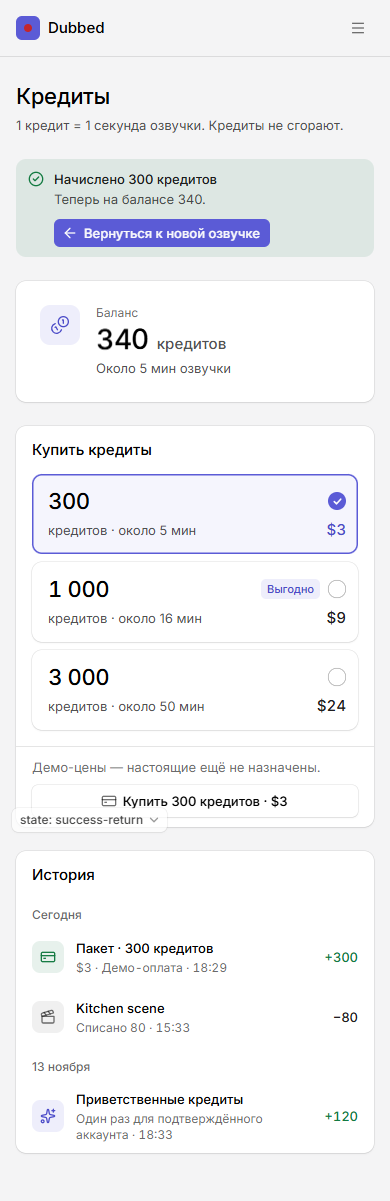 Dubbed
Кредиты
1 кредит = 1 секунда озвучки. Кредиты не сгорают.
Начислено 300 кредитов
Теперь на балансе 340.
Вернуться к новой озвучке
Баланс
340 кредитов
Около 5 мин озвучки
Купить кредиты
300
кредитов · около 5 мин
$3
1 000
Выгодно
кредитов · около 16 мин
$9
3 000
кредитов · около 50 мин
$24
Демо-цены — настоящие ещё не назначены.
Купить 300 кредитов · $3
state: success-return
История
Сегодня
Пакет · 300 кредитов
$3 · Демо-оплата · 18:29
+300
Kitchen scene
Списано 80 · 15:33
−80
13 ноября
Приветственные кредиты
Один раз для подтверждённого
аккаунта · 18:33
+120